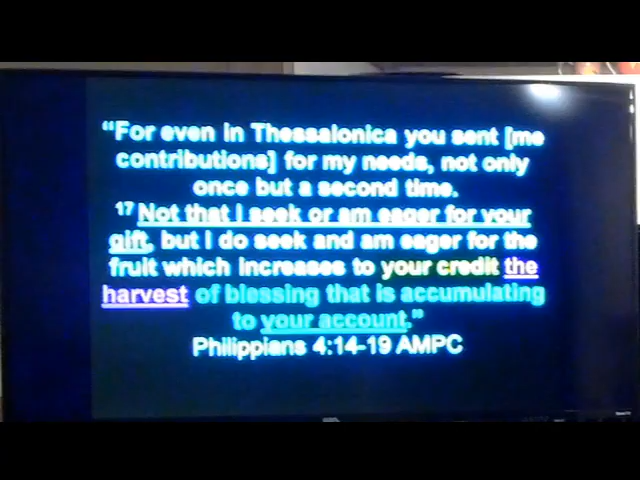 “For even in Thessalonica you sent [me
contributions] for my needs, not only
once but a second time.
17 Not that I seek or am eager for your
gift, but I do seek and am eager for the
fruit which increases to your credit the
harvest of blessing that is accumulating
to your account.”
Philippians 4:14-19 AMPC